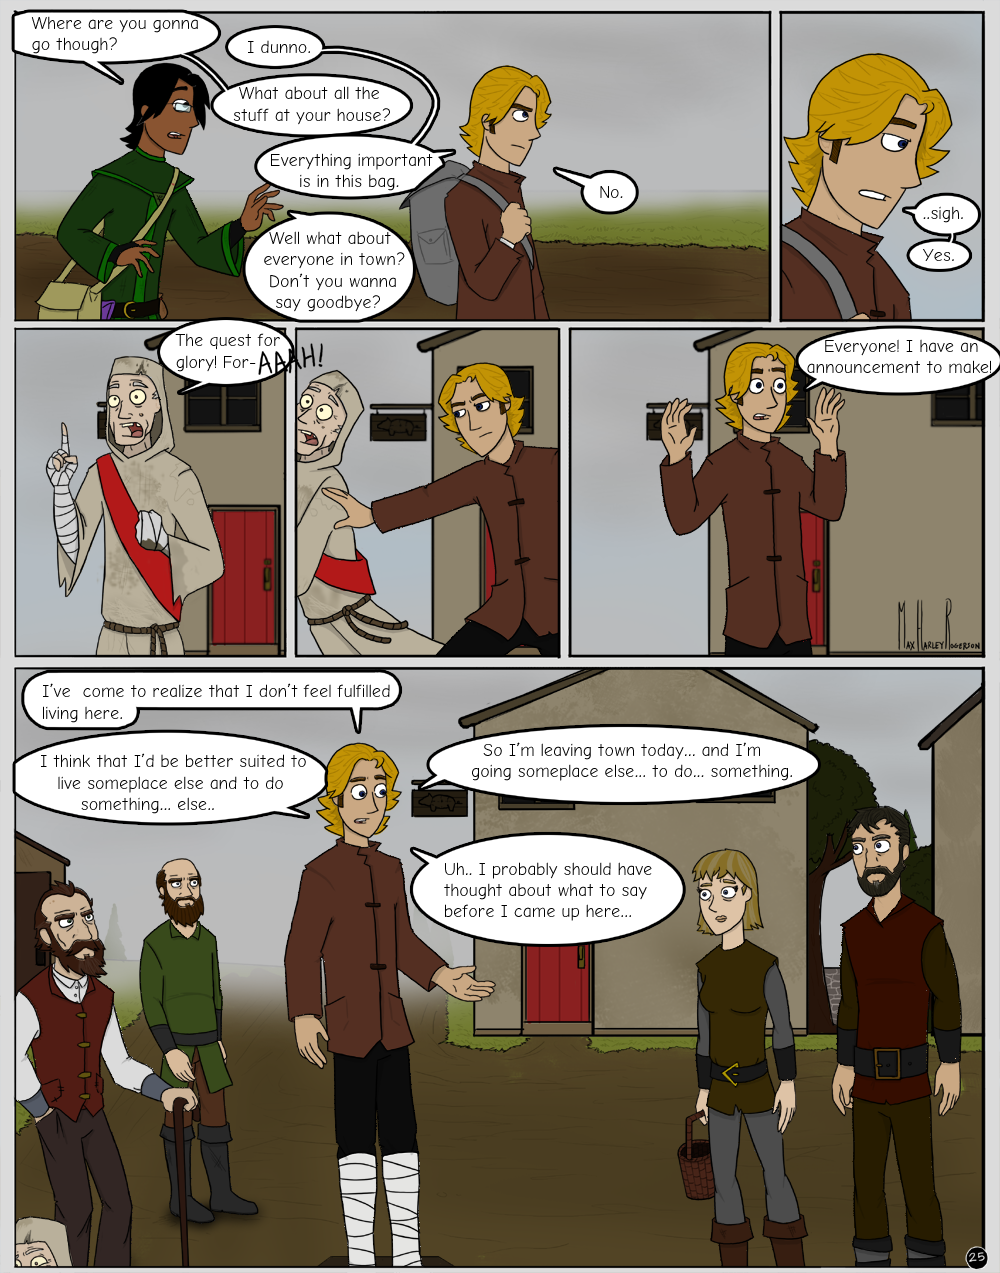 Where are you gonna
go though?
I dunno.
What about all the
stuff at your house?
Everything important
is in this bag.
Well what about
everyone in town?
Don't you wanna
say goodbye?
No.
..sigh.
Yes.
The quest for
glory! For-AAAH!
Everyone! I have an
announcement to make!
Max Harley Rogerson
I've come to realize that I don't feel fulfilled
living here.
I think that I'd be better suited to
live someplace else and to do
something... else..
So I'm leaving town today... and I'm
going someplace else... to do... something.
Uh.. I probably should have
thought about what to say
before I came up here...
25